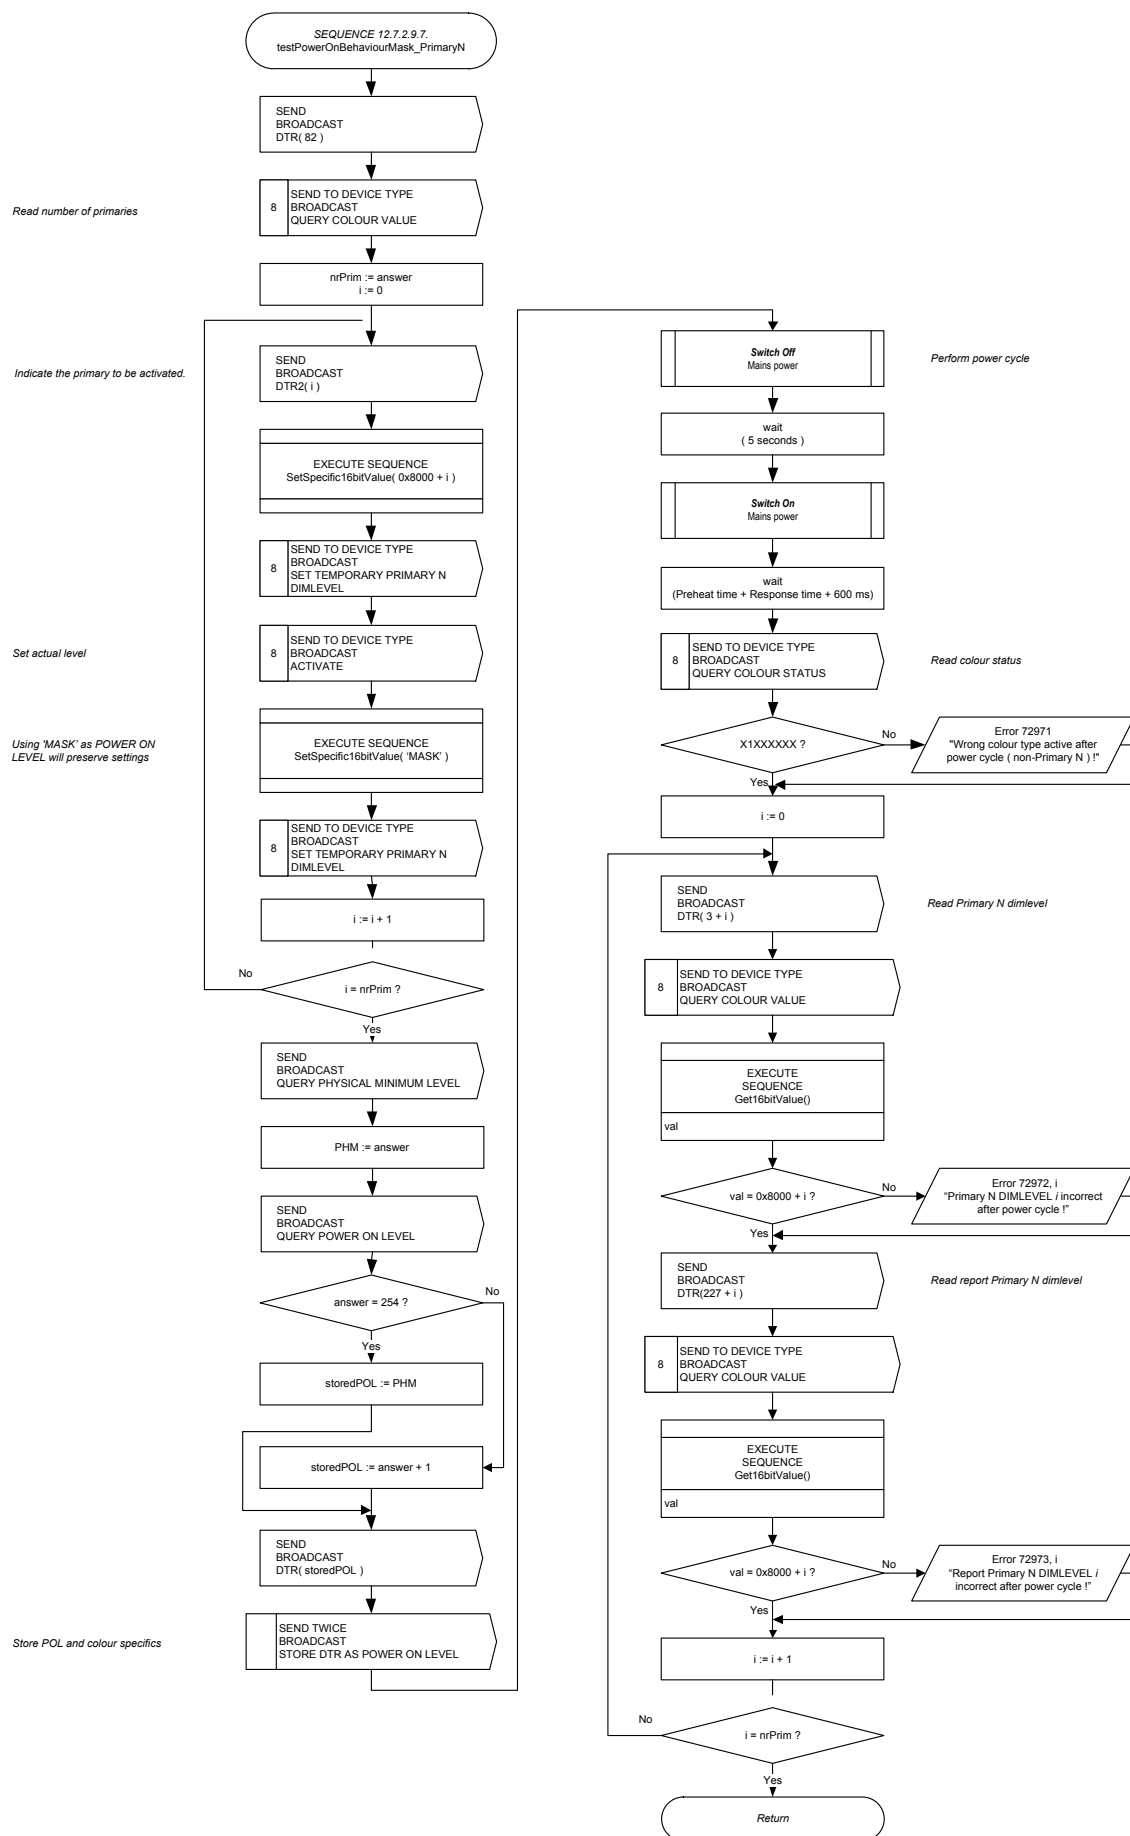 SEQUENCE 12.7.2.9.7.
testPowerOnBehaviourMask_PrimaryN
SEND
BROADCAST
DTR( 82 )
Read number of primaries
8
SEND TO DEVICE TYPE
BROADCAST
QUERY COLOUR VALUE
nrPrim := answer
i := 0
Indicate the primary to be activated.
SEND
BROADCAST
DTR2( i )
EXECUTE SEQUENCE
SetSpecific16bitValue( 0x8000 + i )
8
SEND TO DEVICE TYPE
BROADCAST
SET TEMPORARY PRIMARY N
DIMLEVEL
Set actual level
8
SEND TO DEVICE TYPE
BROADCAST
ACTIVATE
Using 'MASK' as POWER ON
LEVEL will preserve settings
EXECUTE SEQUENCE
SetSpecific16bitValue( 'MASK' )
8
SEND TO DEVICE TYPE
BROADCAST
SET TEMPORARY PRIMARY N
DIMLEVEL
i := i + 1
No
i = nrPrim ?
Yes
SEND
BROADCAST
QUERY PHYSICAL MINIMUM LEVEL
PHM := answer
SEND
BROADCAST
QUERY POWER ON LEVEL
answer = 254 ?
No
Yes
storedPOL := PHM
storedPOL := answer + 1
SEND
BROADCAST
DTR( storedPOL )
Store POL and colour specifics
SEND TWICE
BROADCAST
STORE DTR AS POWER ON LEVEL
Switch Off
Mains power
Perform power cycle
wait
( 5 seconds )
Switch On
Mains power
wait
(Preheat time + Response time + 600 ms)
8
SEND TO DEVICE TYPE
BROADCAST
QUERY COLOUR STATUS
Read colour status
X1XXXXXX ?
No
Error 72971
"Wrong colour type active after
power cycle ( non-Primary N ) !"
Yes
i := 0
SEND
BROADCAST
DTR( 3 + i )
Read Primary N dimlevel
8
SEND TO DEVICE TYPE
BROADCAST
QUERY COLOUR VALUE
EXECUTE
SEQUENCE
Get16bitValue()
val
val = 0x8000 + i ?
No
Error 72972, i
“Primary N DIMLEVEL i incorrect
after power cycle !”
Yes
SEND
BROADCAST
DTR(227 + i )
Read report Primary N dimlevel
8
SEND TO DEVICE TYPE
BROADCAST
QUERY COLOUR VALUE
EXECUTE
SEQUENCE
Get16bitValue()
val
val = 0x8000 + i ?
No
Error 72973, i
“Report Primary N DIMLEVEL i
incorrect after power cycle !”
Yes
i := i + 1
No
i = nrPrim ?
Yes
Return